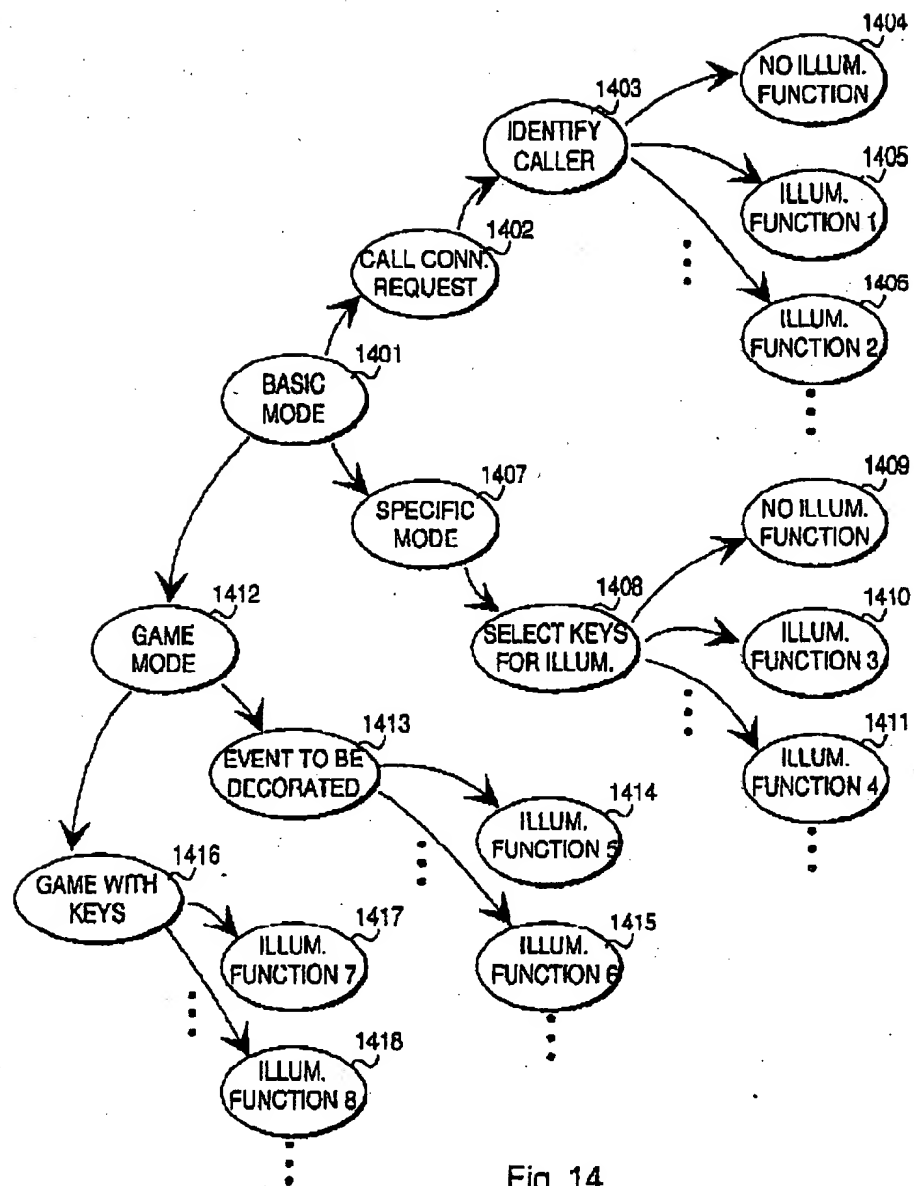 1404
NO ILLUM.
FUNCTION
1403
IDENTIFY
CALLER
1405
ILLUM.
FUNCTION 1
1402
CALL CONN.
REQUEST
1406
ILLUM.
FUNCTION 2
1401
BASIC
MODE
1407
SPECIFIC
MODE
1409
NO ILLUM.
FUNCTION
1408
SELECT KEYS
FOR ILLUM.
1410
ILLUM.
FUNCTION 3
1412
GAME
MODE
1411
ILLUM.
FUNCTION 4
1413
EVENT TO BE
DECORATED
1414
ILLUM.
FUNCTION 5
1416
GAME WITH
KEYS
1417
ILLUM.
FUNCTION 7
1415
ILLUM.
FUNCTION 6
1418
ILLUM.
FUNCTION 8
Fig. 14